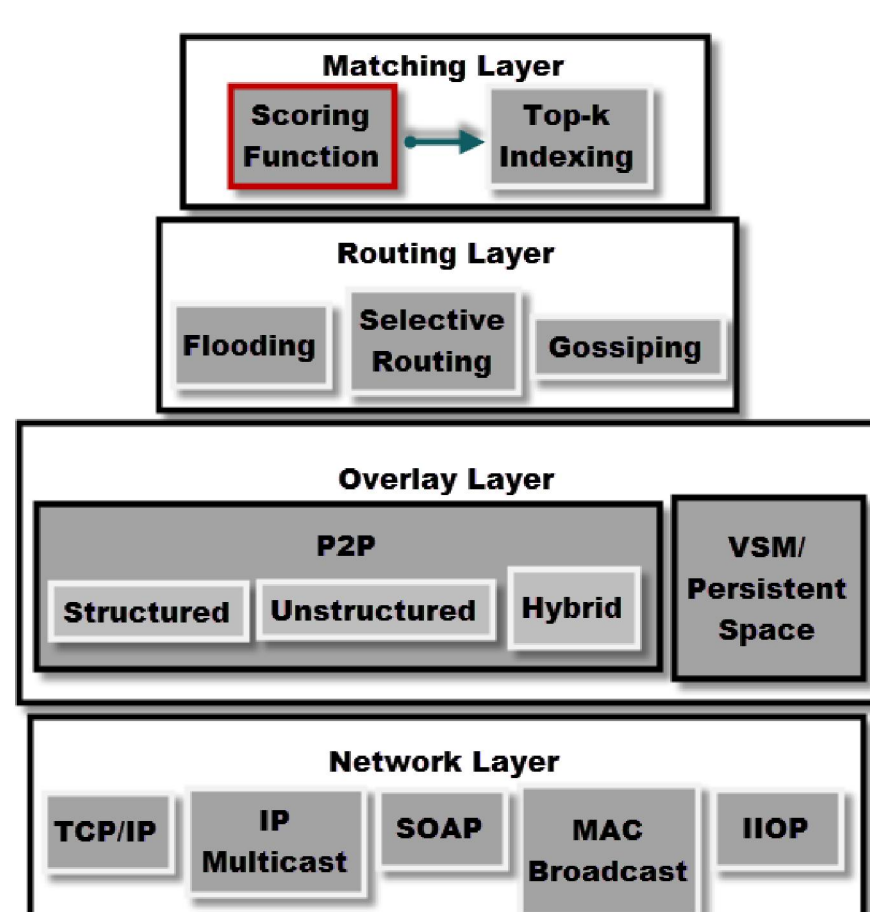 Matching Layer
Scoring
Function
Top-k
Indexing
Routing Layer
Flooding
Selective
Routing
Gossiping
Overlay Layer
P2P
Structured
Unstructured
Hybrid
VSM/
Persistent
Space
Network Layer
TCP/IP
IP
Multicast
SOAP
MAC
Broadcast
IIOP